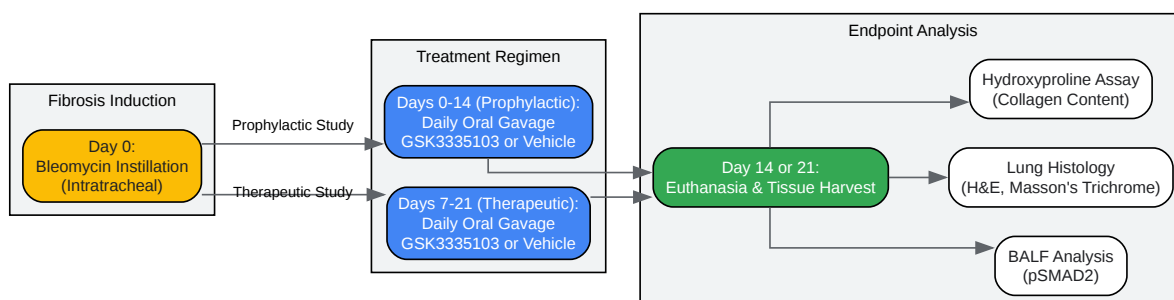 Fibrosis Induction
Day 0:
Bleomycin Instillation
(Intratracheal)
Prophylactic Study
Therapeutic Study
Treatment Regimen
Days 0-14 (Prophylactic):
Daily Oral Gavage
GSK3335103 or Vehicle
Days 7-21 (Therapeutic):
Daily Oral Gavage
GSK3335103 or Vehicle
Endpoint Analysis
Day 14 or 21:
Euthanasia & Tissue Harvest
Hydroxyproline Assay
(Collagen Content)
Lung Histology
(H&E, Masson's Trichrome)
BALF Analysis
(pSMAD2)